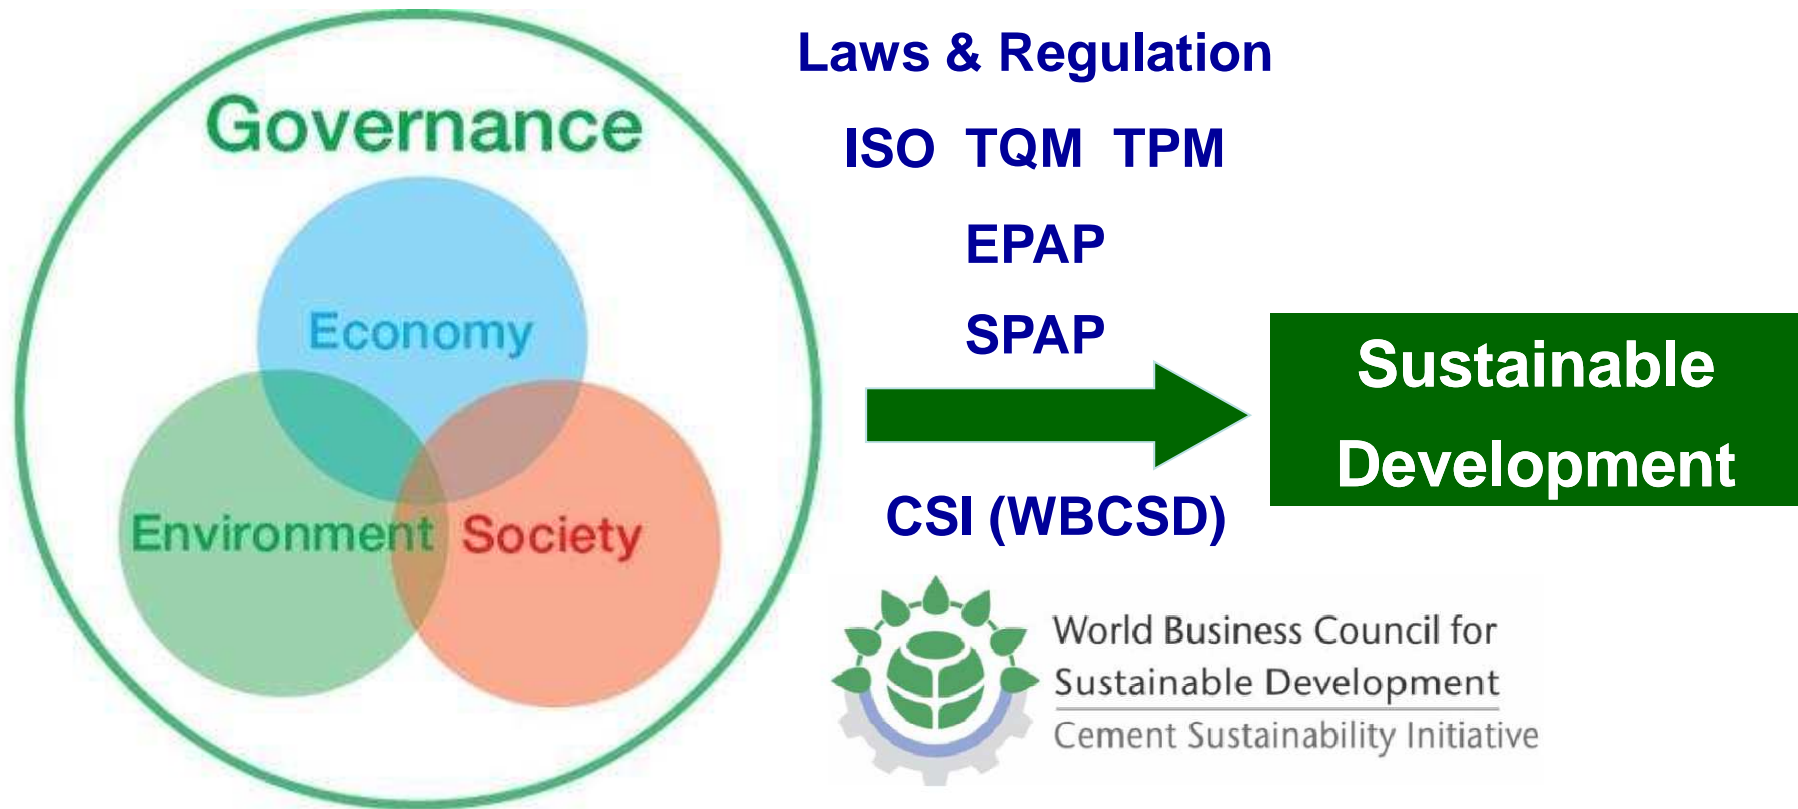 Governance
Economy
Environment
Society
Laws & Regulation
ISO TQM TPM
EPAP
SPAP
CSI (WBCSD)
Sustainable
Development
World Business Council for
Sustainable Development
Cement Sustainability Initiative